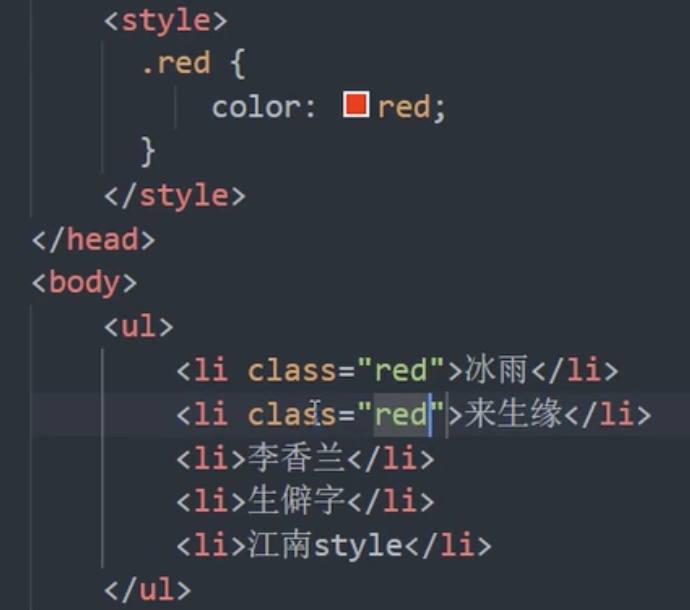 <style>
.red {
color: red;
}
</style>
</head>
<body>
<ul>
<li class="red">冰雨</li>
<li class="red">来生缘</li>
<li>李香兰</li>
<li>生僻字</li>
<li>江南style</li>
</ul>